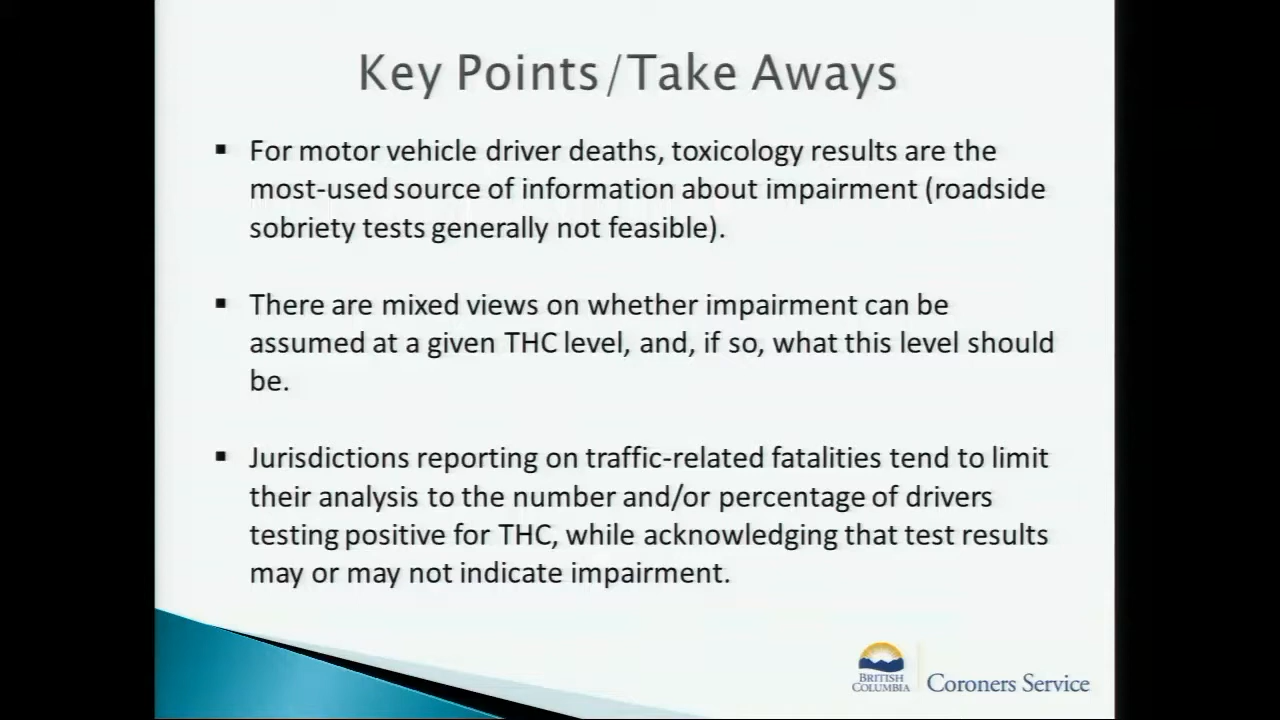 Key Points/Take Aways
▪ For motor vehicle driver deaths, toxicology results are the
most-used source of information about impairment (roadside
sobriety tests generally not feasible).
▪ There are mixed views on whether impairment can be
assumed at a given THC level, and, if so, what this level should
be.
▪ Jurisdictions reporting on traffic-related fatalities tend to limit
their analysis to the number and/or percentage of drivers
testing positive for THC, while acknowledging that test results
may or may not indicate impairment.
BRITISH
COLUMBIA
Coroners Service